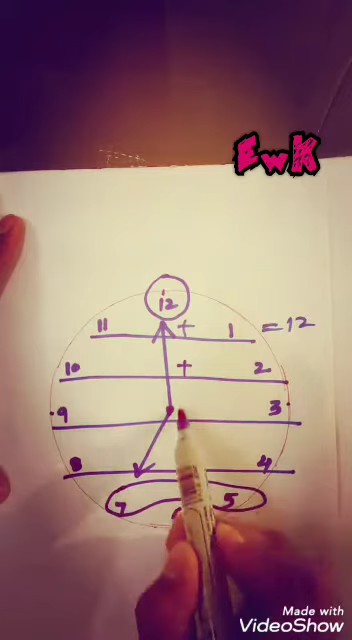 EwK
12
11 + 1 = 12
10 + 2
9 3
8 4
7 5
Made with
VideoShow